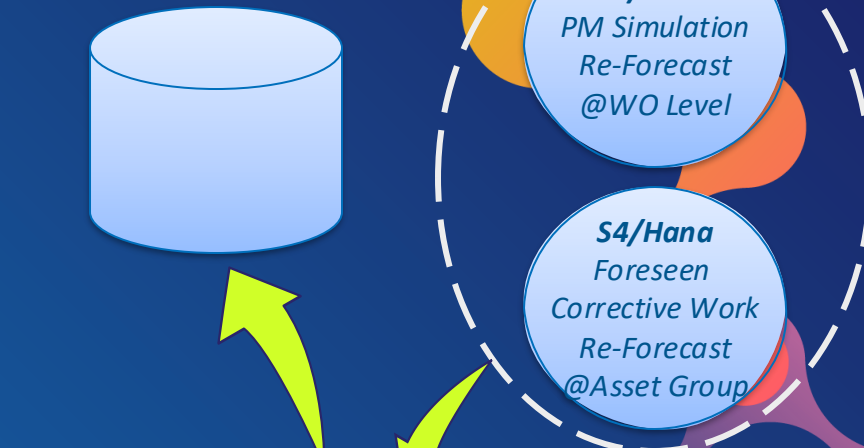 PM Simulation
Re-Forecast
@WO Level
S4/Hana
Foreseen
Corrective Work
Re-Forecast
@Asset Group